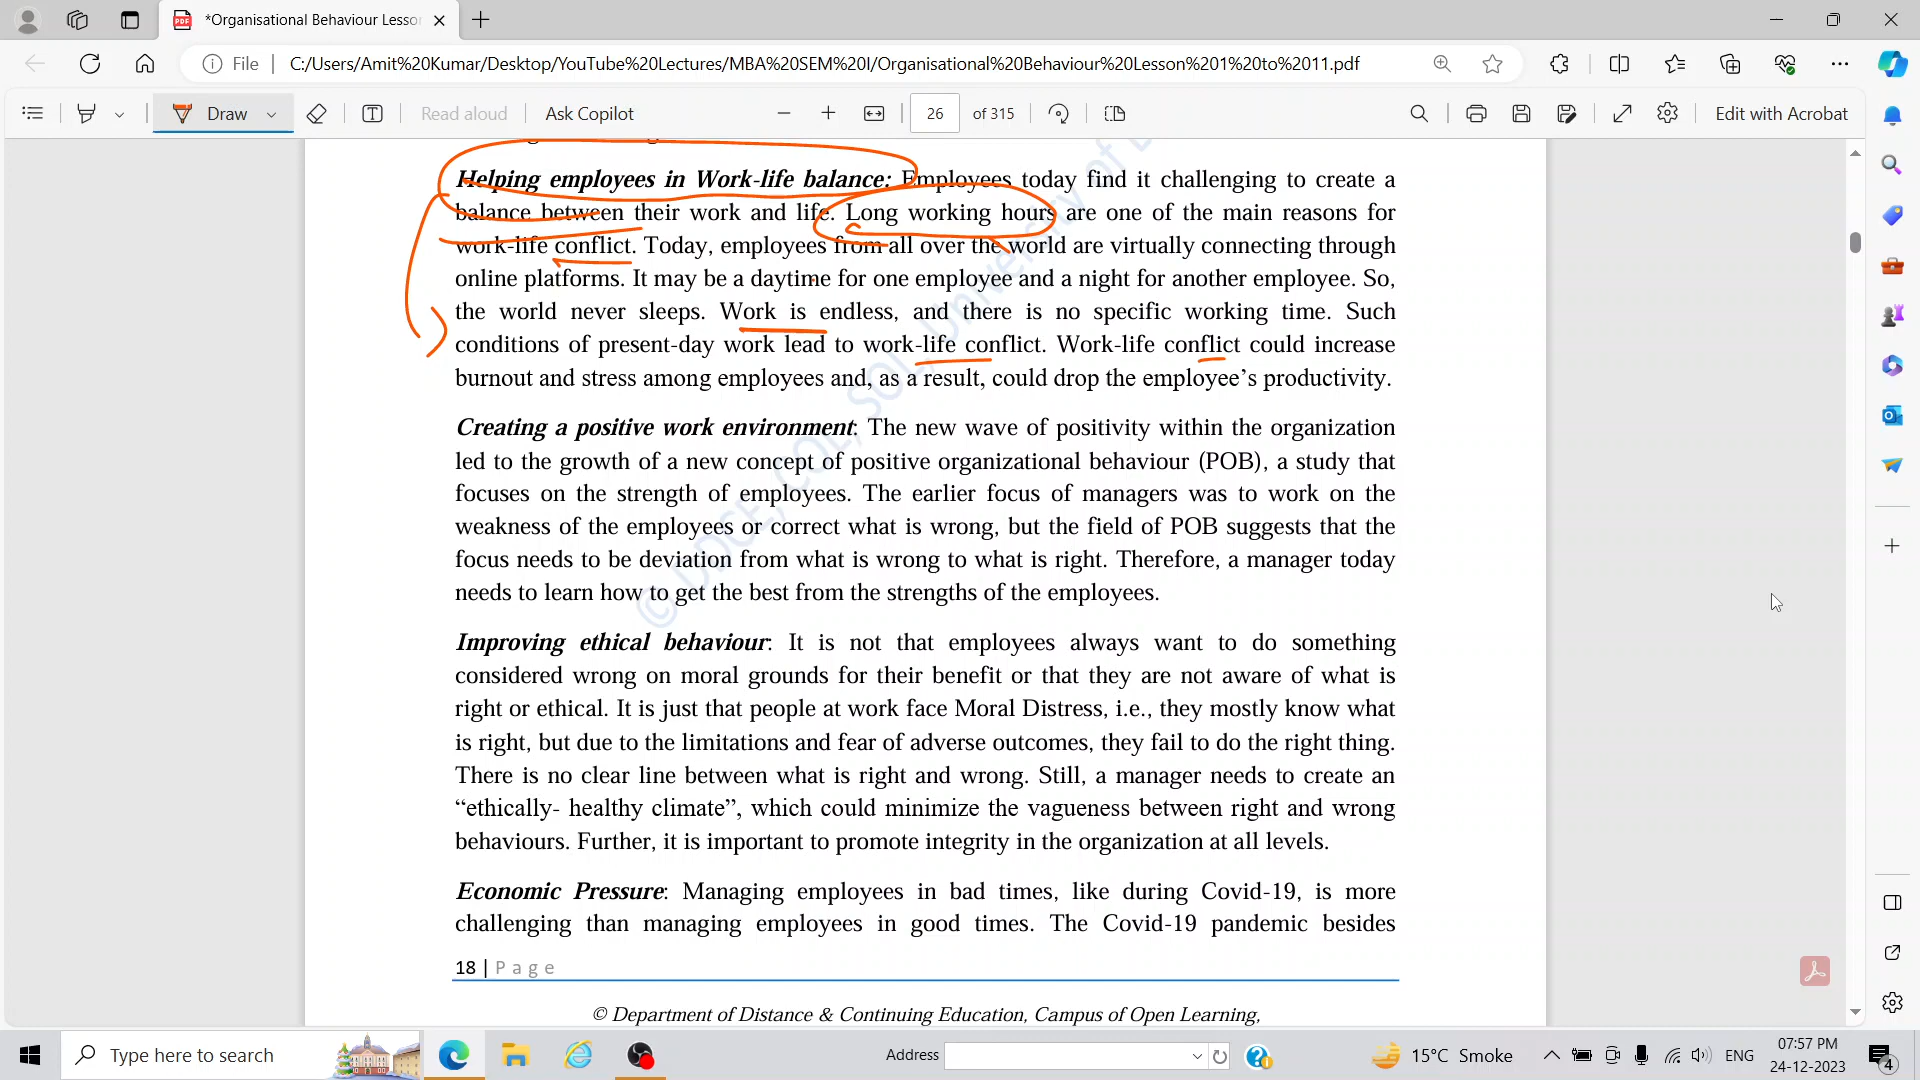 *Organisational Behaviour Lesso
File
C:/Users/Amit%20Kumar/Desktop/YouTube%20Lectures/MBA%20SEM%20I/Organisational%20Behaviour%20Lesson%201%20to%2011.pdf
Draw
Read aloud
Ask Copilot
26 of 315
Edit with Acrobat
Helping employees in Work-life balance: Employees today find it challenging to create a
balance between their work and life. Long working hours are one of the main reasons for
work-life conflict. Today, employees from all over the world are virtually connecting through
online platforms. It may be a daytime for one employee and a night for another employee. So,
the world never sleeps. Work is endless, and there is no specific working time. Such
conditions of present-day work lead to work-life conflict. Work-life conflict could increase
burnout and stress among employees and, as a result, could drop the employee's productivity.
Creating a positive work environment: The new wave of positivity within the organization
led to the growth of a new concept of positive organizational behaviour (POB), a study that
focuses on the strength of employees. The earlier focus of managers was to work on the
weakness of the employees or correct what is wrong, but the field of POB suggests that the
focus needs to be deviation from what is wrong to what is right. Therefore, a manager today
needs to learn how to get the best from the strengths of the employees.
Improving ethical behaviour: It is not that employees always want to do something
considered wrong on moral grounds for their benefit or that they are not aware of what is
right or ethical. It is just that people at work face Moral Distress, i.e., they mostly know what
is right, but due to the limitations and fear of adverse outcomes, they fail to do the right thing.
There is no clear line between what is right and wrong. Still, a manager needs to create an
“ethically- healthy climate”, which could minimize the vagueness between right and wrong
behaviours. Further, it is important to promote integrity in the organization at all levels.
Economic Pressure: Managing employees in bad times, like during Covid-19, is more
challenging than managing employees in good times. The Covid-19 pandemic besides
18 | Page
© Department of Distance & Continuing Education, Campus of Open Learning,
© DDCE, COL, SOL, University of
Type here to search
Address
15°C Smoke
ENG
07:57 PM
24-12-2023
4